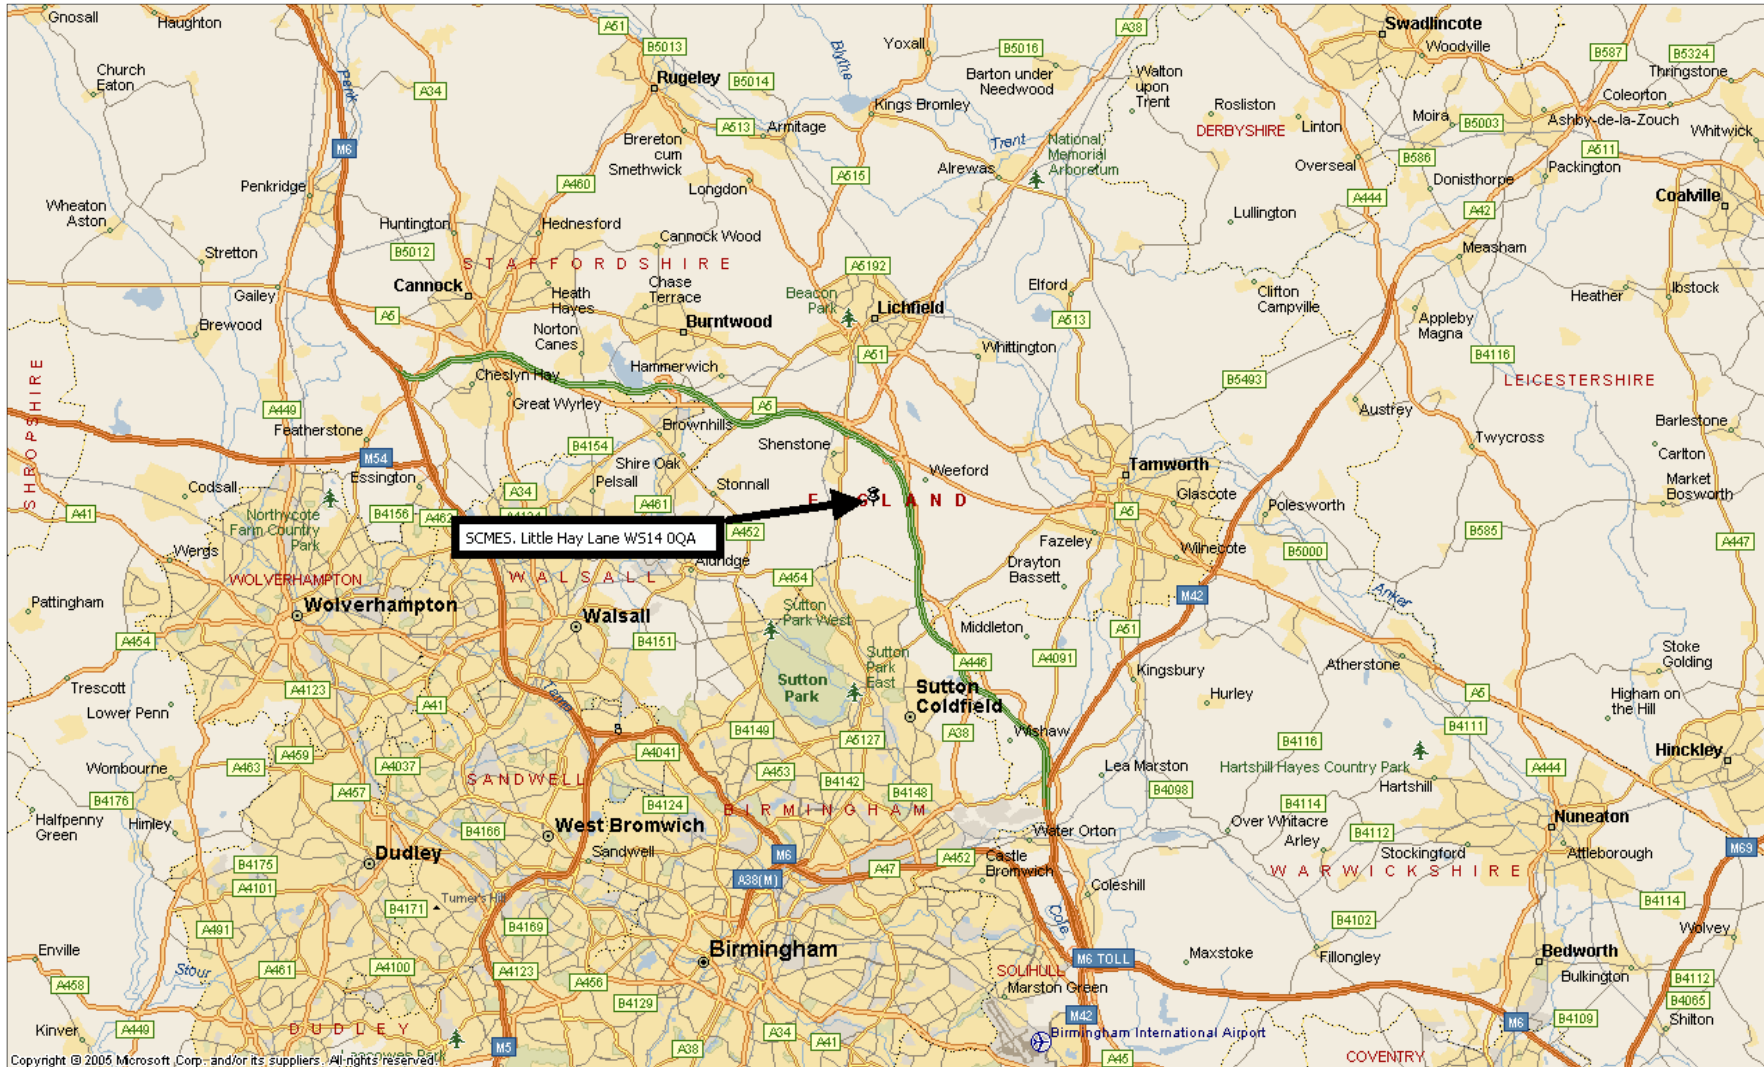 Gnosall
Haughton
A51
B5013
Yoxall
B5016
A38
Swadlincote
Woodville
B587
B5324
Church
Eaton
Penk
A34
Rugeley
B5014
Blythe
Barton under
Needwood
Walton
upon
Trent
Thringstone
Coleorton
Kings Bromley
Rosliston
Linton
Moira
B5003
Ashby-de-la-Zouch
Whitwick
M6
Brereton
cum
Smethwick
A513
Armitage
Trent
National
Memorial
Arboretum
DERBYSHIRE
Overseal
B586
A511
Packington
Penkridge
A460
Longdon
A515
Alrewas
Donisthorpe
Coalville
Wheaton
Aston
Huntington
Hednesford
Lullington
A444
A42
Stretton
B5012
Cannock Wood
Measham
STAFFORDSHIRE
A5192
Gailey
Cannock
Heath
Hayes
Chase
Terrace
Beacon
Park
Lichfield
Elford
Clifton
Campville
Heather
Ibstock
A5
Brewood
Norton
Canes
Burntwood
A513
Appleby
Magna
Hammerwich
A51
Whittington
B4116
SHROPSHIRE
Cheslyn Hay
B5493
LEICESTERSHIRE
A449
Great Wyrley
A5
Austrey
Barlestone
Featherstone
B4154
Brownhills
Shenstone
Twycross
Carlton
M54
Shire Oak
Weeford
Tamworth
Market
Bosworth
Codsall
Essington
A34
Pelsall
Stonnall
ENGLAND
Glascote
Polesworth
A41
Northycote
Farm Country
Park
B4156
A462
A461
A5
B585
SCMES. Little Hay Lane WS14 0QA
A452
Fazeley
A447
Wergs
Aldridge
Wilnecote
B5000
WOLVERHAMPTON
WALSALL
A454
Drayton
Bassett
M42
Anker
Pattingham
Wolverhampton
Walsall
Sutton
Park West
A454
B4151
Middleton
A51
Stoke
Golding
Sutton
Park
East
A446
A4091
Kingsbury
Atherstone
Trescott
A4123
Tame
Sutton
Park
Sutton
Coldfield
Hurley
A5
Higham on
the Hill
Lower Penn
A41
B4149
A5127
A38
Wishaw
B4111
A459
A4041
B4116
Hinckley
Wombourne
A463
A4037
SANDWELL
A453
B4142
Lea Marston
Hartshill Hayes Country Park
A444
Hartshill
B4176
A457
B4124
B4148
B4098
B4114
Halfpenny
Green
Himley
B4166
West Bromwich
BIRMINGHAM
Water Orton
Over Whitacre
Arley
B4112
Nuneaton
Dudley
Sandwell
M6
A452
Castle
Bromwich
Stockingford
Attleborough
M69
B4175
A38(M)
A47
WARWICKSHIRE
A4101
Turner's Hill
Coleshill
B4171
B4114
A491
B4169
Cole
B4102
Wolvey
Enville
Stour
Birmingham
M6 TOLL
Maxstoke
Fillongley
Bedworth
A461
A4100
A4123
A456
SOLIHULL
Marston Green
Bulkington
B4112
A458
B4129
M42
B4065
Kinver
A449
DUDLEY
A34
A41
Birmingham International Airport
M6
B4109
Shilton
M5
A38
A45
COVENTRY
Copyright © 2005 Microsoft Corp. and/or its suppliers. All rights reserved.